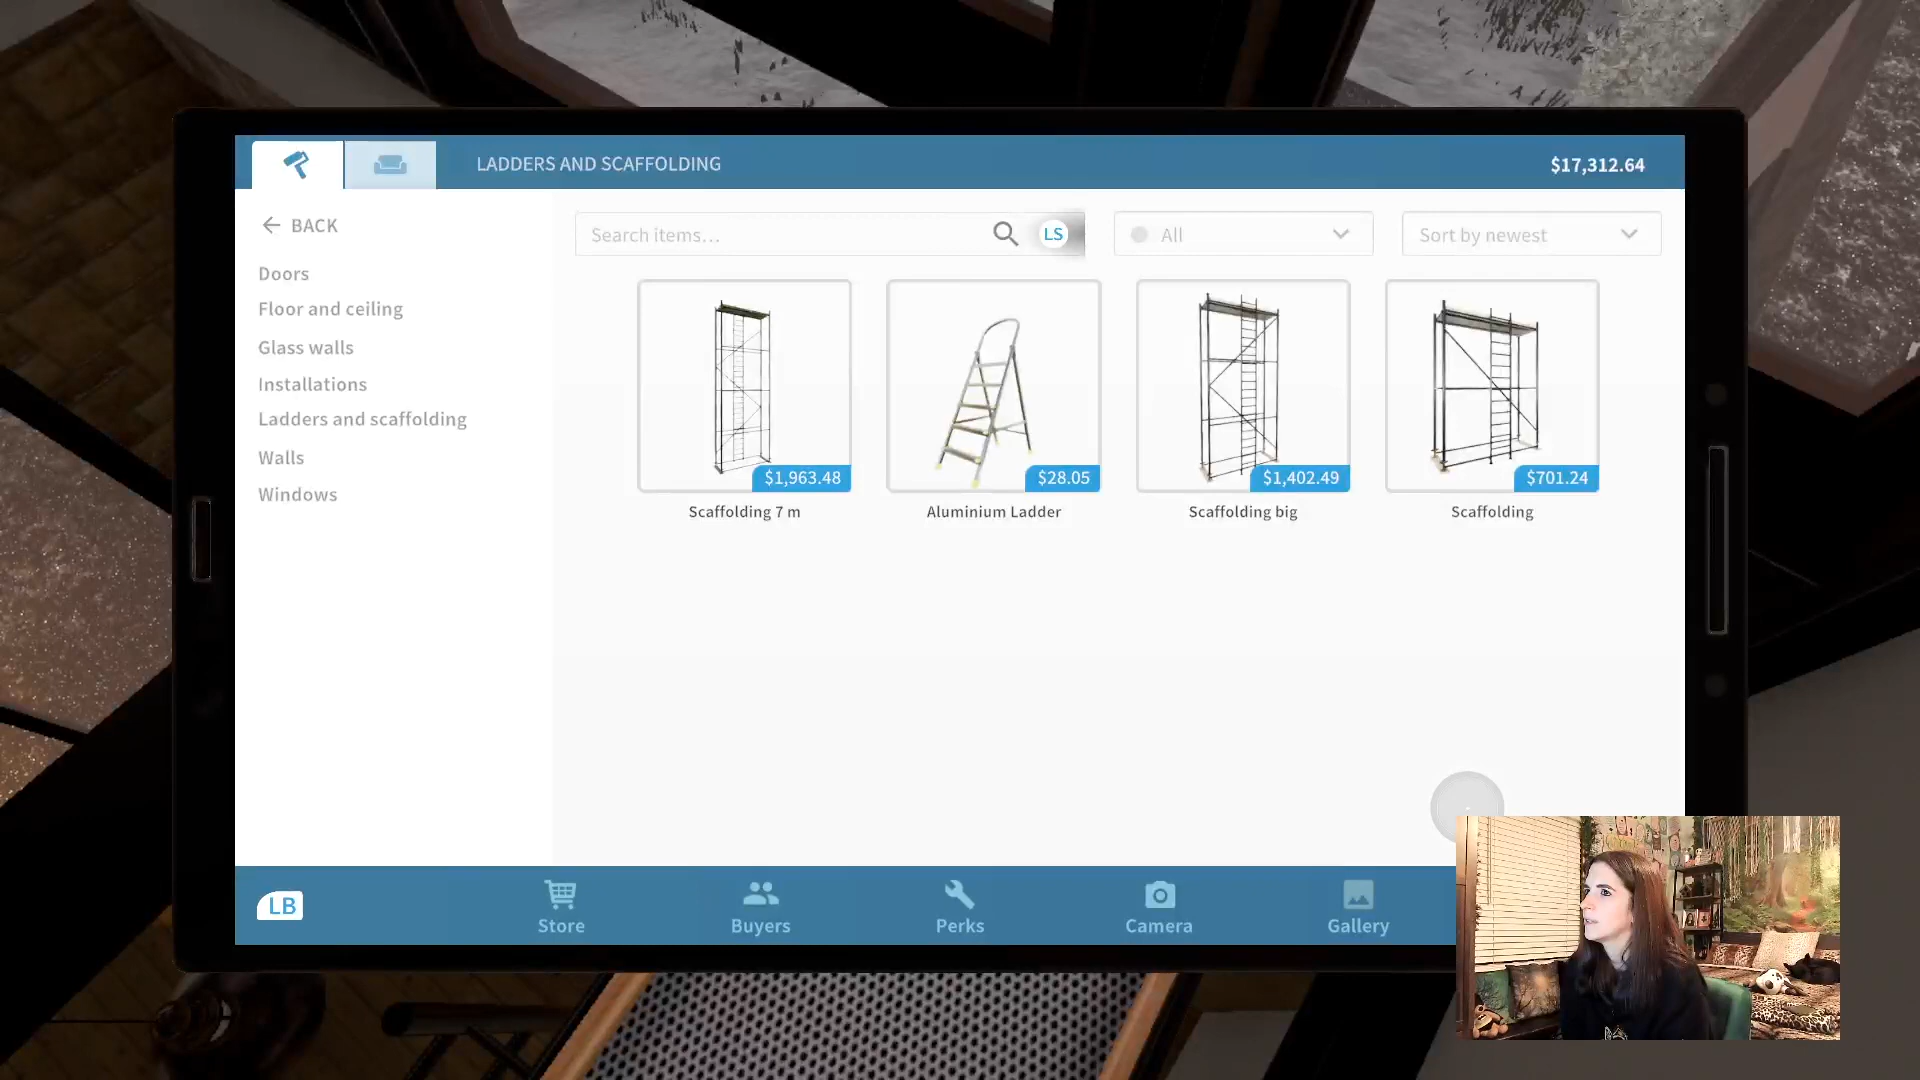 LADDERS AND SCAFFOLDING
$17,312.64
BACK
Search items...
LS
All
Sort by newest
Doors
Floor and ceiling
Glass walls
Installations
Ladders and scaffolding
Walls
Windows
$1,963.48
$28.05
$1,402.49
$701.24
Scaffolding 7 m
Aluminium Ladder
Scaffolding big
Scaffolding
LB
Store
Buyers
Perks
Camera
Gallery